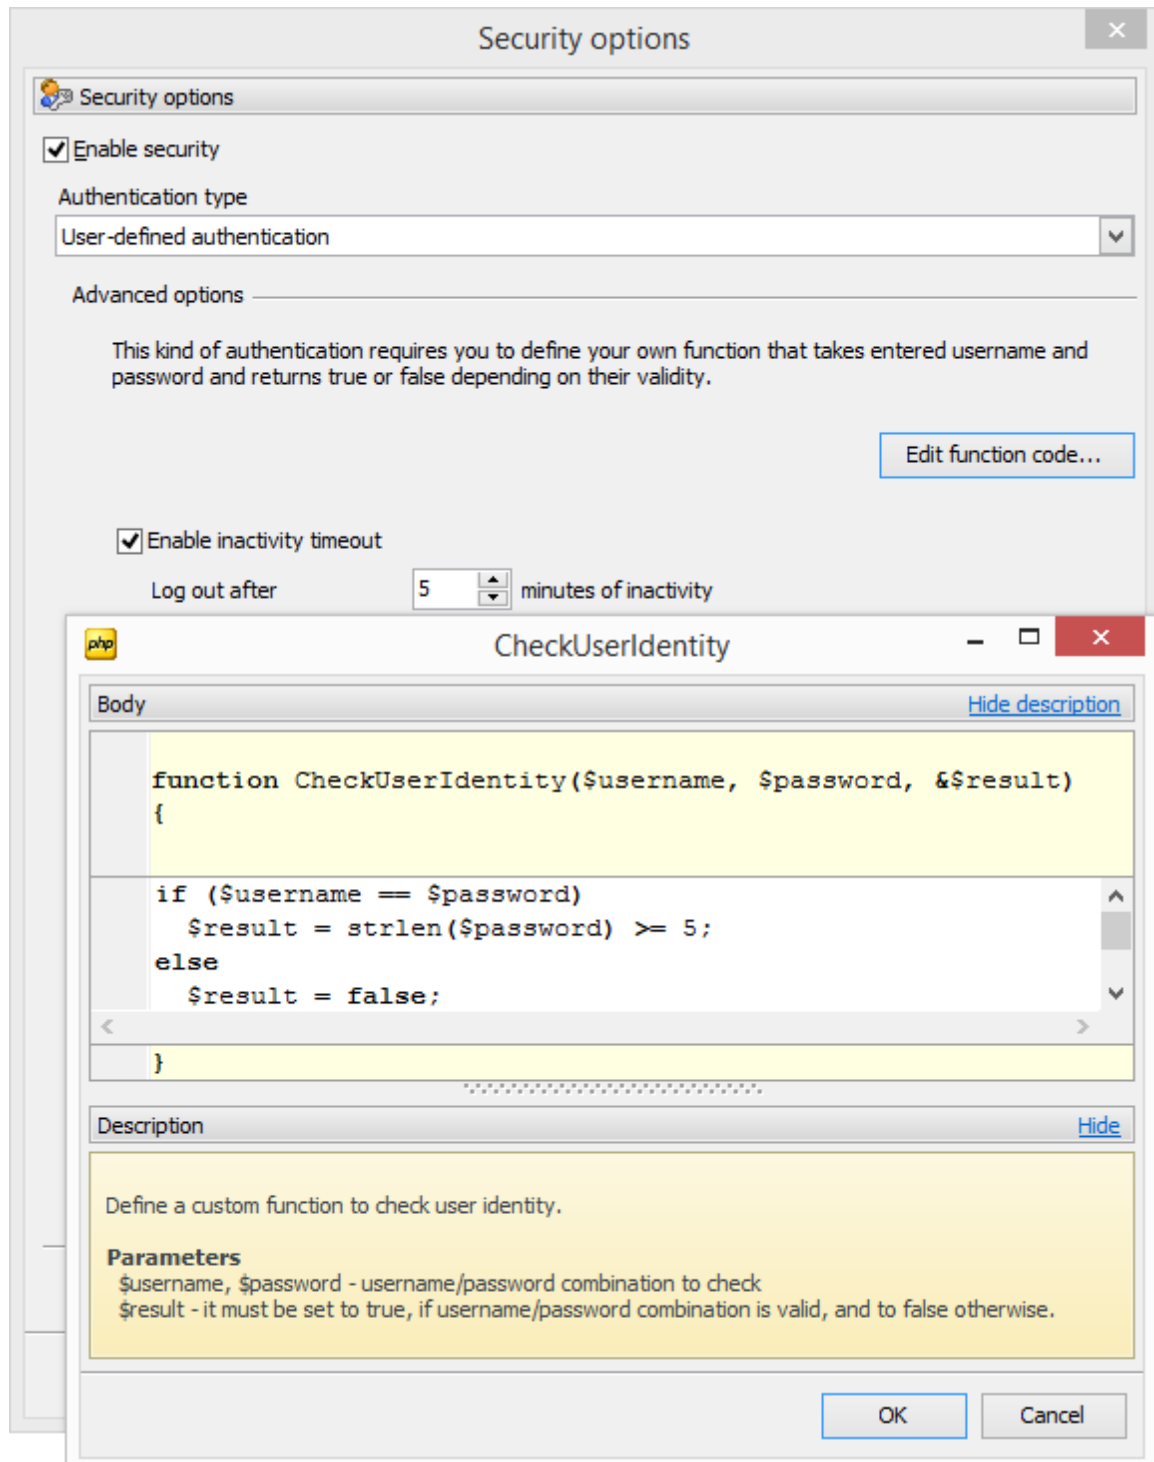 Security options
Security options
Enable security
Authentication type
User-defined authentication
Advanced options
This kind of authentication requires you to define your own function that takes entered username and
password and returns true or false depending on their validity.
Edit function code...
Enable inactivity timeout
Log out after 5 minutes of inactivity
php CheckUserIdentity
Body Hide description
function CheckUserIdentity($username, $password, &$result)
{
if ($username == $password)
$result = strlen($password) >= 5;
else
$result = false;
}
Description Hide
Define a custom function to check user identity.
Parameters
$username, $password - username/password combination to check
$result - it must be set to true, if username/password combination is valid, and to false otherwise.
OK Cancel